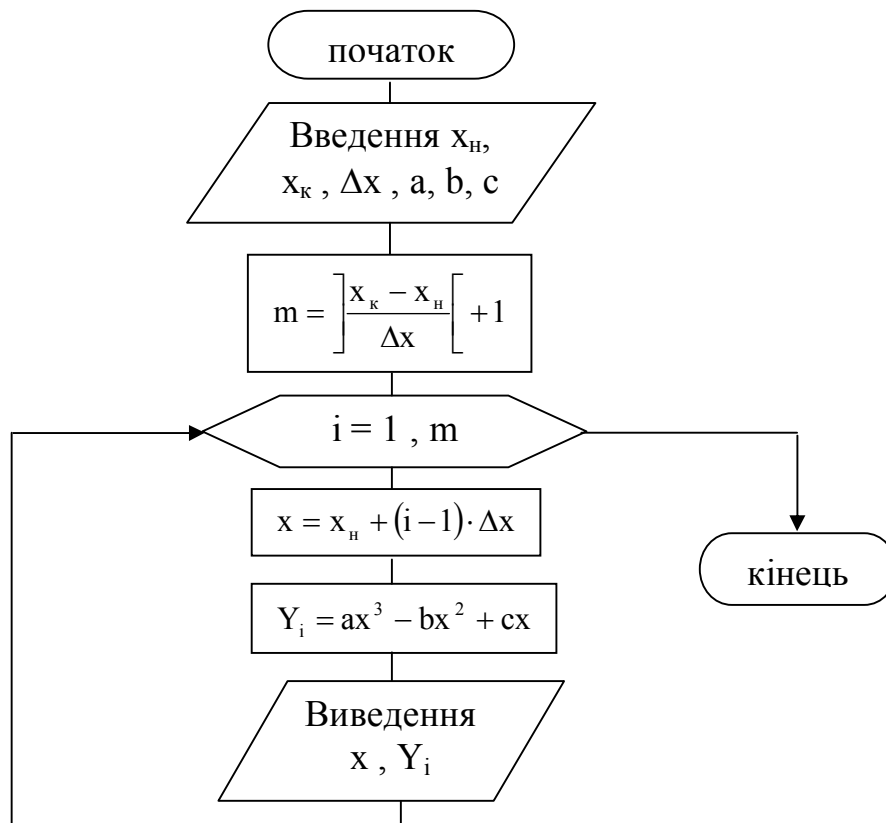 початок
Введення xн,
xк , Δx , a, b, c
m = ](xк − xн)/Δx[ + 1
i = 1 , m
x = xн + (i − 1) · Δx
кінець
Yi = ax³ − bx² + cx
Виведення
x , Yi